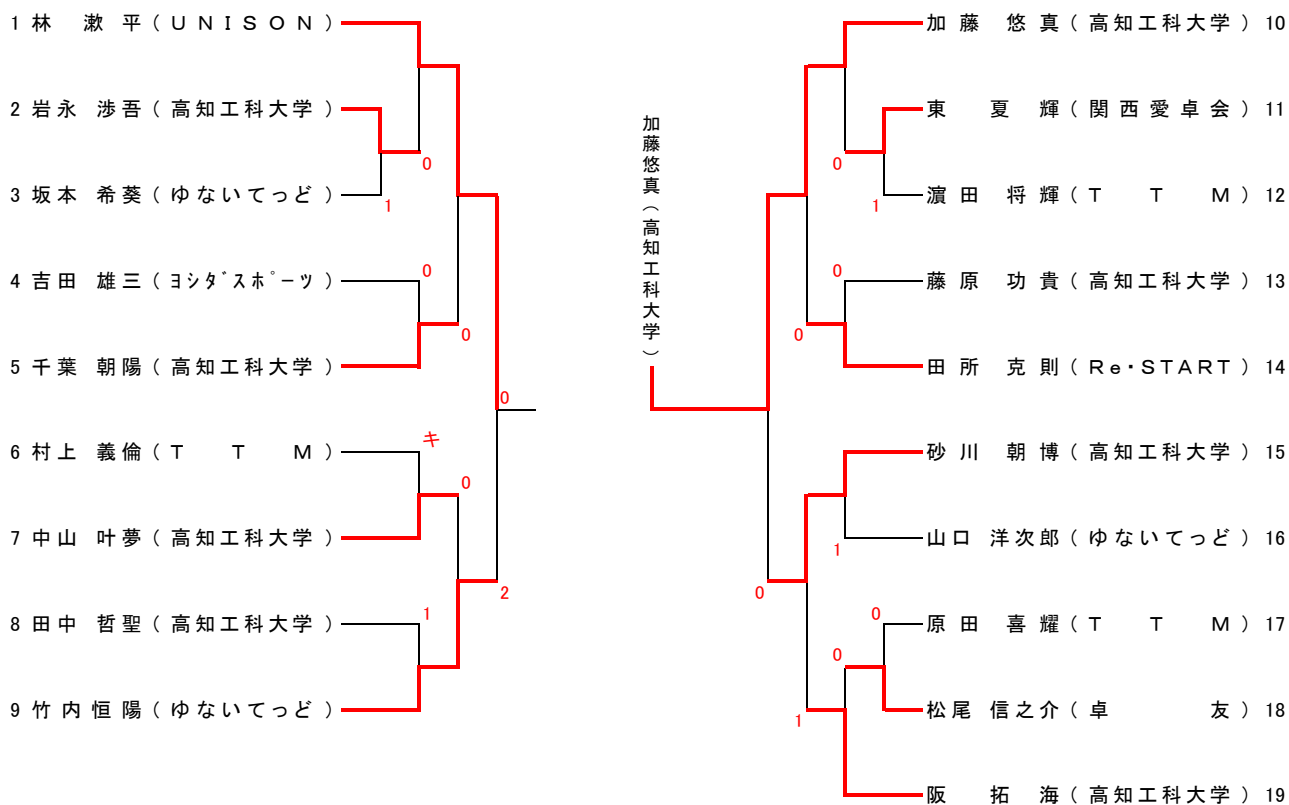 1 林 漱 平 ( U N I S O N )
2 岩永 渉吾 ( 高知工科大学 )
0
3 坂本 希葵 ( ゆないてっど )
1
4 吉田 雄三 ( ﾖｼﾀﾞｽﾎﾟｰﾂ )
0
0
5 千葉 朝陽 ( 高知工科大学 )
0
6 村上 義倫 ( T T M )
キ
0
7 中山 叶夢 ( 高知工科大学 )
2
8 田中 哲聖 ( 高知工科大学 )
1
9 竹内恒陽 ( ゆないてっど )
加藤悠真(高知工科大学)
加藤 悠真 ( 高知工科大学 ) 10
東 夏輝 ( 関西愛卓会 ) 11
0
濵田 将輝 ( T T M ) 12
1
0
藤原 功貴 ( 高知工科大学 ) 13
0
田所 克則 ( Re・START ) 14
砂川 朝博 ( 高知工科大学 ) 15
山口 洋次郎 ( ゆないてっど ) 16
1
0
原田 喜耀 ( T T M ) 17
0
0
松尾 信之介 ( 卓 友 ) 18
1
阪 拓海 ( 高知工科大学 ) 19